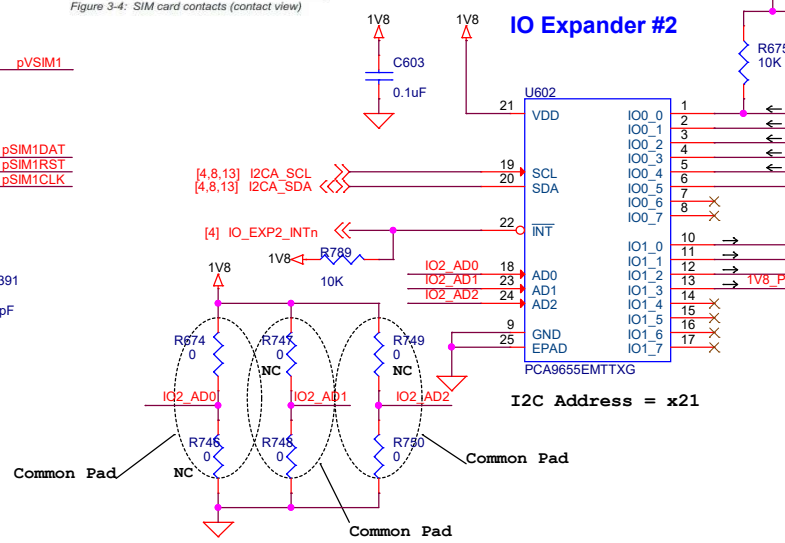 Figure 3-4: SIM card contacts (contact view)
IO Expander #2
1V8
1V8
pVSIM1
C603
0.1uF
R675
10K
U602
21 VDD
IO0_0 1
IO0_1 2
IO0_2 3
IO0_3 4
IO0_4 5
IO0_5 6
IO0_6 7
IO0_7 8
pSIM1DAT
pSIM1RST
pSIM1CLK
[4,8,13] I2CA_SCL 19 SCL
[4,8,13] I2CA_SDA 20 SDA
[4] IO_EXP2_INTn 22 INT
1V8 R789
10K
IO1_0 10
IO1_1 11
IO1_2 12
IO1_3 13 1V8_P
IO1_4 14
IO1_5 15
IO1_6 16
IO1_7 17
IO2_AD0 18 AD0
IO2_AD1 23 AD1
IO2_AD2 24 AD2
9 GND
25 EPAD
PCA9655EMTTXG
I2C Address = x21
391
pF
1V8
R674
0
R747
0
NC
R749
0
NC
IO2_AD0
IO2_AD1
IO2_AD2
R746
0
NC
R748
0
R750
0
Common Pad
Common Pad
Common Pad